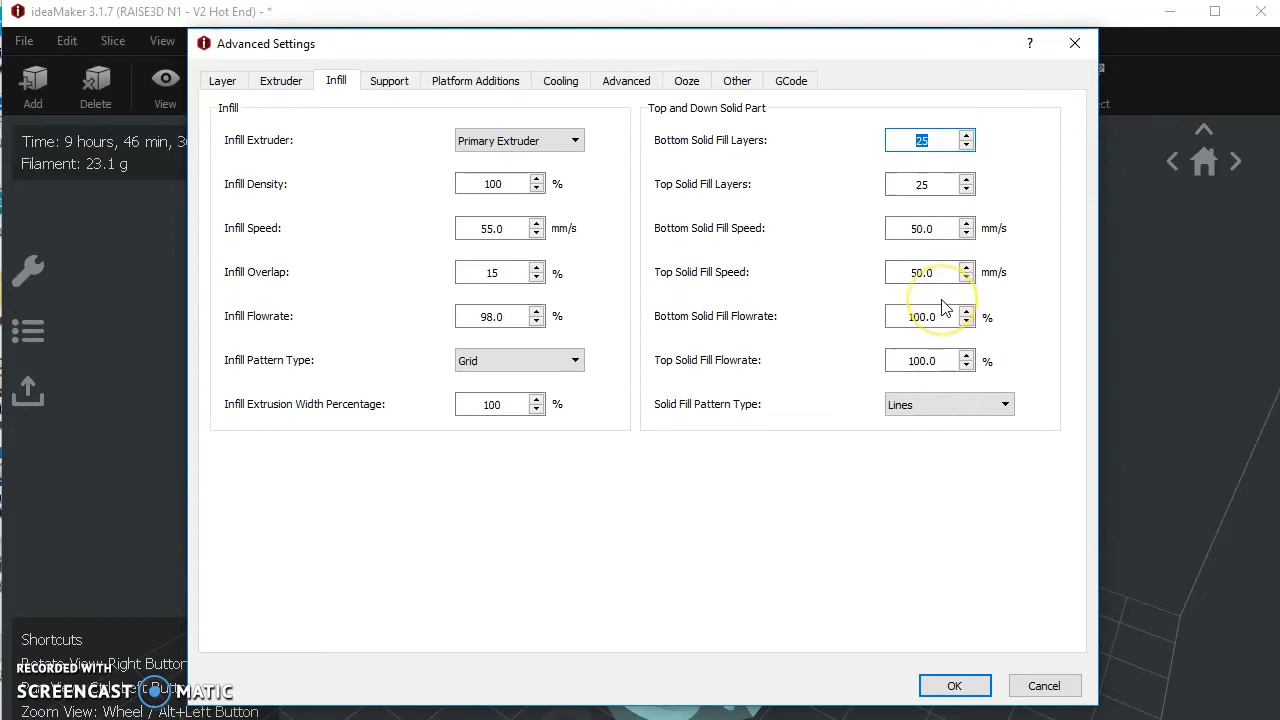 ideaMaker 3.1.7 (RAISE3D N1 - V2 Hot End) - *
File Edit Slice View
Advanced Settings
?
Layer Extruder Infill Support Platform Additions Cooling Advanced Ooze Other GCode
Add Delete View
Time: 9 hours, 46 min, 3
Filament: 23.1 g
Infill
Infill Extruder: Primary Extruder
Infill Density: 100 %
Infill Speed: 55.0 mm/s
Infill Overlap: 15 %
Infill Flowrate: 98.0 %
Infill Pattern Type: Grid
Infill Extrusion Width Percentage: 100 %
Top and Down Solid Part
Bottom Solid Fill Layers: 25
Top Solid Fill Layers: 25
Bottom Solid Fill Speed: 50.0 mm/s
Top Solid Fill Speed: 50.0 mm/s
Bottom Solid Fill Flowrate: 100.0 %
Top Solid Fill Flowrate: 100.0 %
Solid Fill Pattern Type: Lines
OK Cancel
Shortcuts
Rotate View: Right Button
RECORDED WITH
SCREENCAST MATIC
Zoom View: Wheel / Alt+Left Button